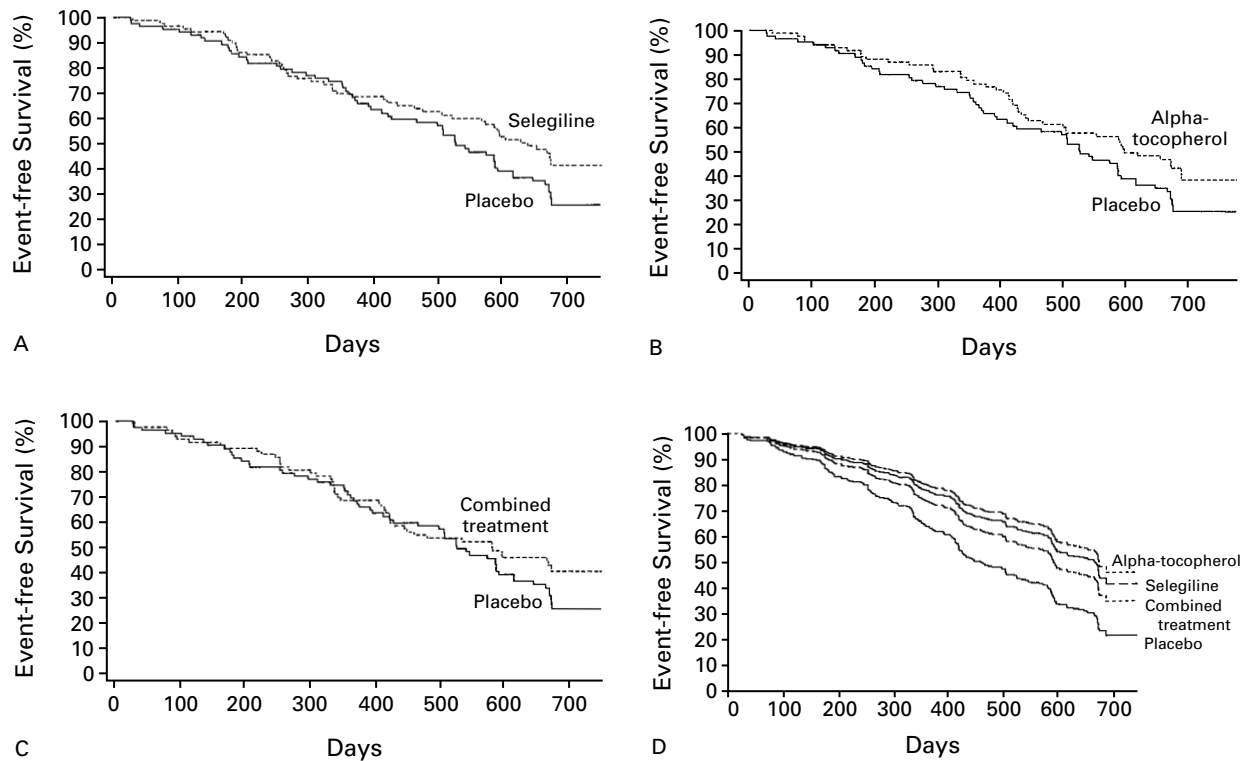 Event-free Survival (%)
100
90
80
70
60
50
40
30
20
10
0
Selegiline
Placebo
0 100 200 300 400 500 600 700
Days
A
Event-free Survival (%)
100
90
80
70
60
50
40
30
20
10
0
Alpha-
tocopherol
Placebo
0 100 200 300 400 500 600 700
Days
B
Event-free Survival (%)
100
90
80
70
60
50
40
30
20
10
0
Combined
treatment
Placebo
0 100 200 300 400 500 600 700
Days
C
Event-free Survival (%)
100
90
80
70
60
50
40
30
20
10
0
Alpha-tocopherol
Selegiline
Combined
treatment
Placebo
0 100 200 300 400 500 600 700
Days
D